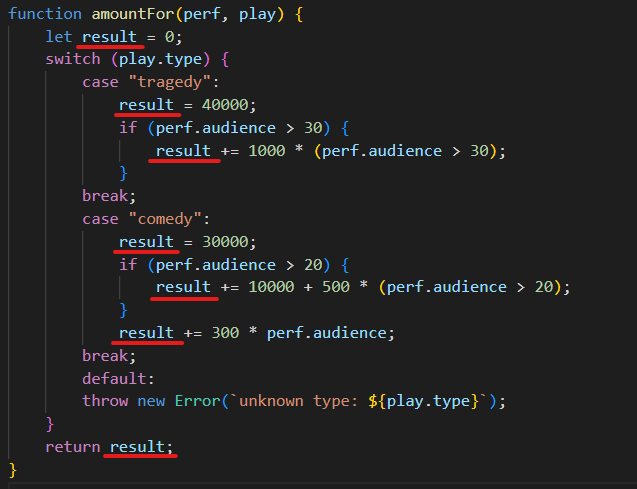 function amountFor(perf, play) {
    let result = 0;
    switch (play.type) {
        case "tragedy":
            result = 40000;
            if (perf.audience > 30) {
                result += 1000 * (perf.audience > 30);
            }
        break;
        case "comedy":
            result = 30000;
            if (perf.audience > 20) {
                result += 10000 + 500 * (perf.audience > 20);
            }
            result += 300 * perf.audience;
        break;
        default:
        throw new Error(`unknown type: ${play.type}`);
    }
    return result;
}